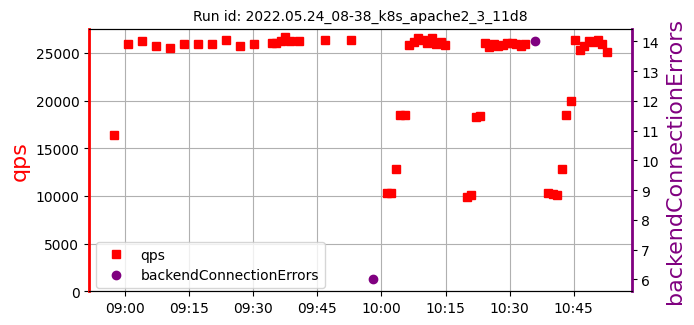 Run id: 2022.05.24_08-38_k8s_apache2_3_11d8
25000
20000
15000
10000
5000
0
qps
14
13
12
11
10
9
8
7
6
backendConnectionErrors
qps
backendConnectionErrors
09:00 09:15 09:30 09:45 10:00 10:15 10:30 10:45